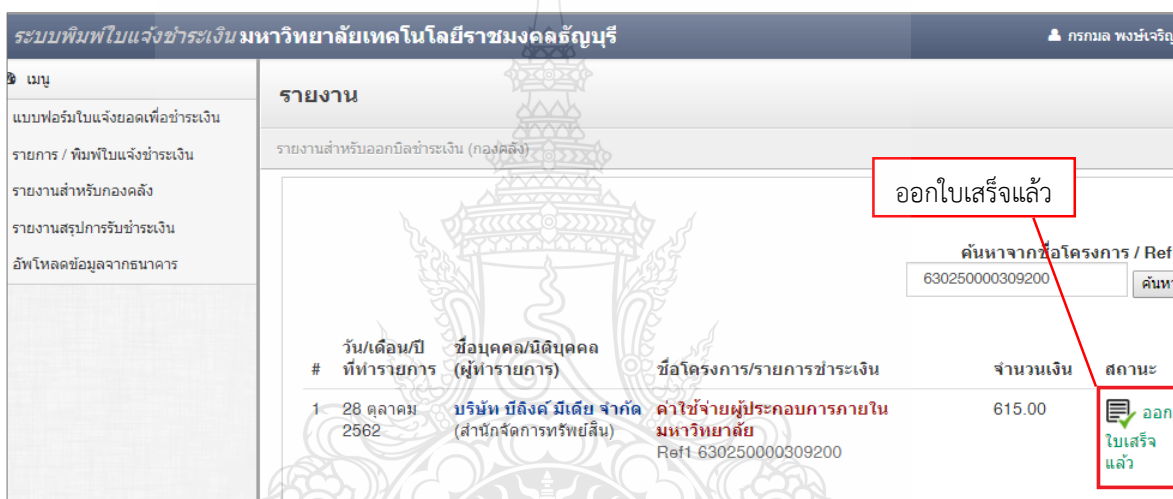 ระบบพิมพ์ใบแจ้งชำระเงิน มหาวิทยาลัยเทคโนโลยีราชมงคลธัญบุรี
กรกมล พงษ์เจริญ
เมนู
แบบฟอร์มใบแจ้งยอดเพื่อชำระเงิน
รายการ / พิมพ์ใบแจ้งชำระเงิน
รายงานสำหรับกองคลัง
รายงานสรุปการรับชำระเงิน
อัพโหลดข้อมูลจากธนาคาร
รายงาน
รายงานสำหรับออกบิลชำระเงิน (กองคลัง)
ออกใบเสร็จแล้ว
ค้นหาจากชื่อโครงการ / Ref
630250000309200
ค้นหา
# วัน/เดือน/ปี ที่ทำรายการ
ชื่อบุคคล/นิติบุคคล
(ผู้ทำรายการ)
ชื่อโครงการ/รายการชำระเงิน
จำนวนเงิน
สถานะ
1 28 ตุลาคม
2562
บริษัท บีลิงค์ มีเดีย จำกัด
(สำนักจัดการทรัพย์สิน)
ค่าใช้จ่ายผู้ประกอบการภายใน
มหาวิทยาลัย
Ref1 630250000309200
615.00
ออก
ใบเสร็จ
แล้ว